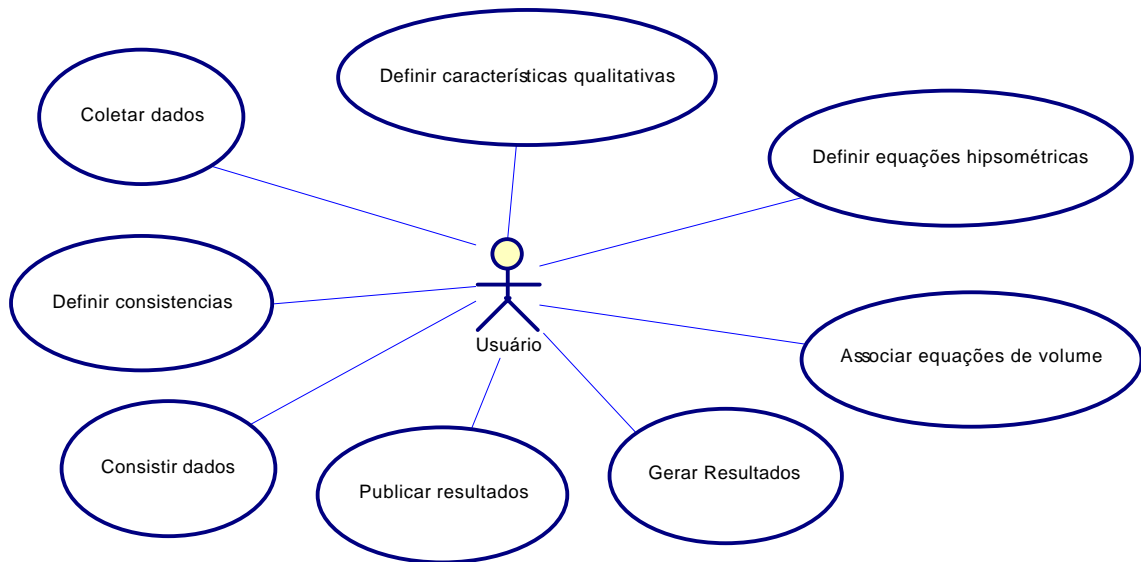 Definir características qualitativas
Coletar dados
Definir equações hipsométricas
Definir consistencias
Usuário
Associar equações de volume
Consistir dados
Publicar resultados
Gerar Resultados